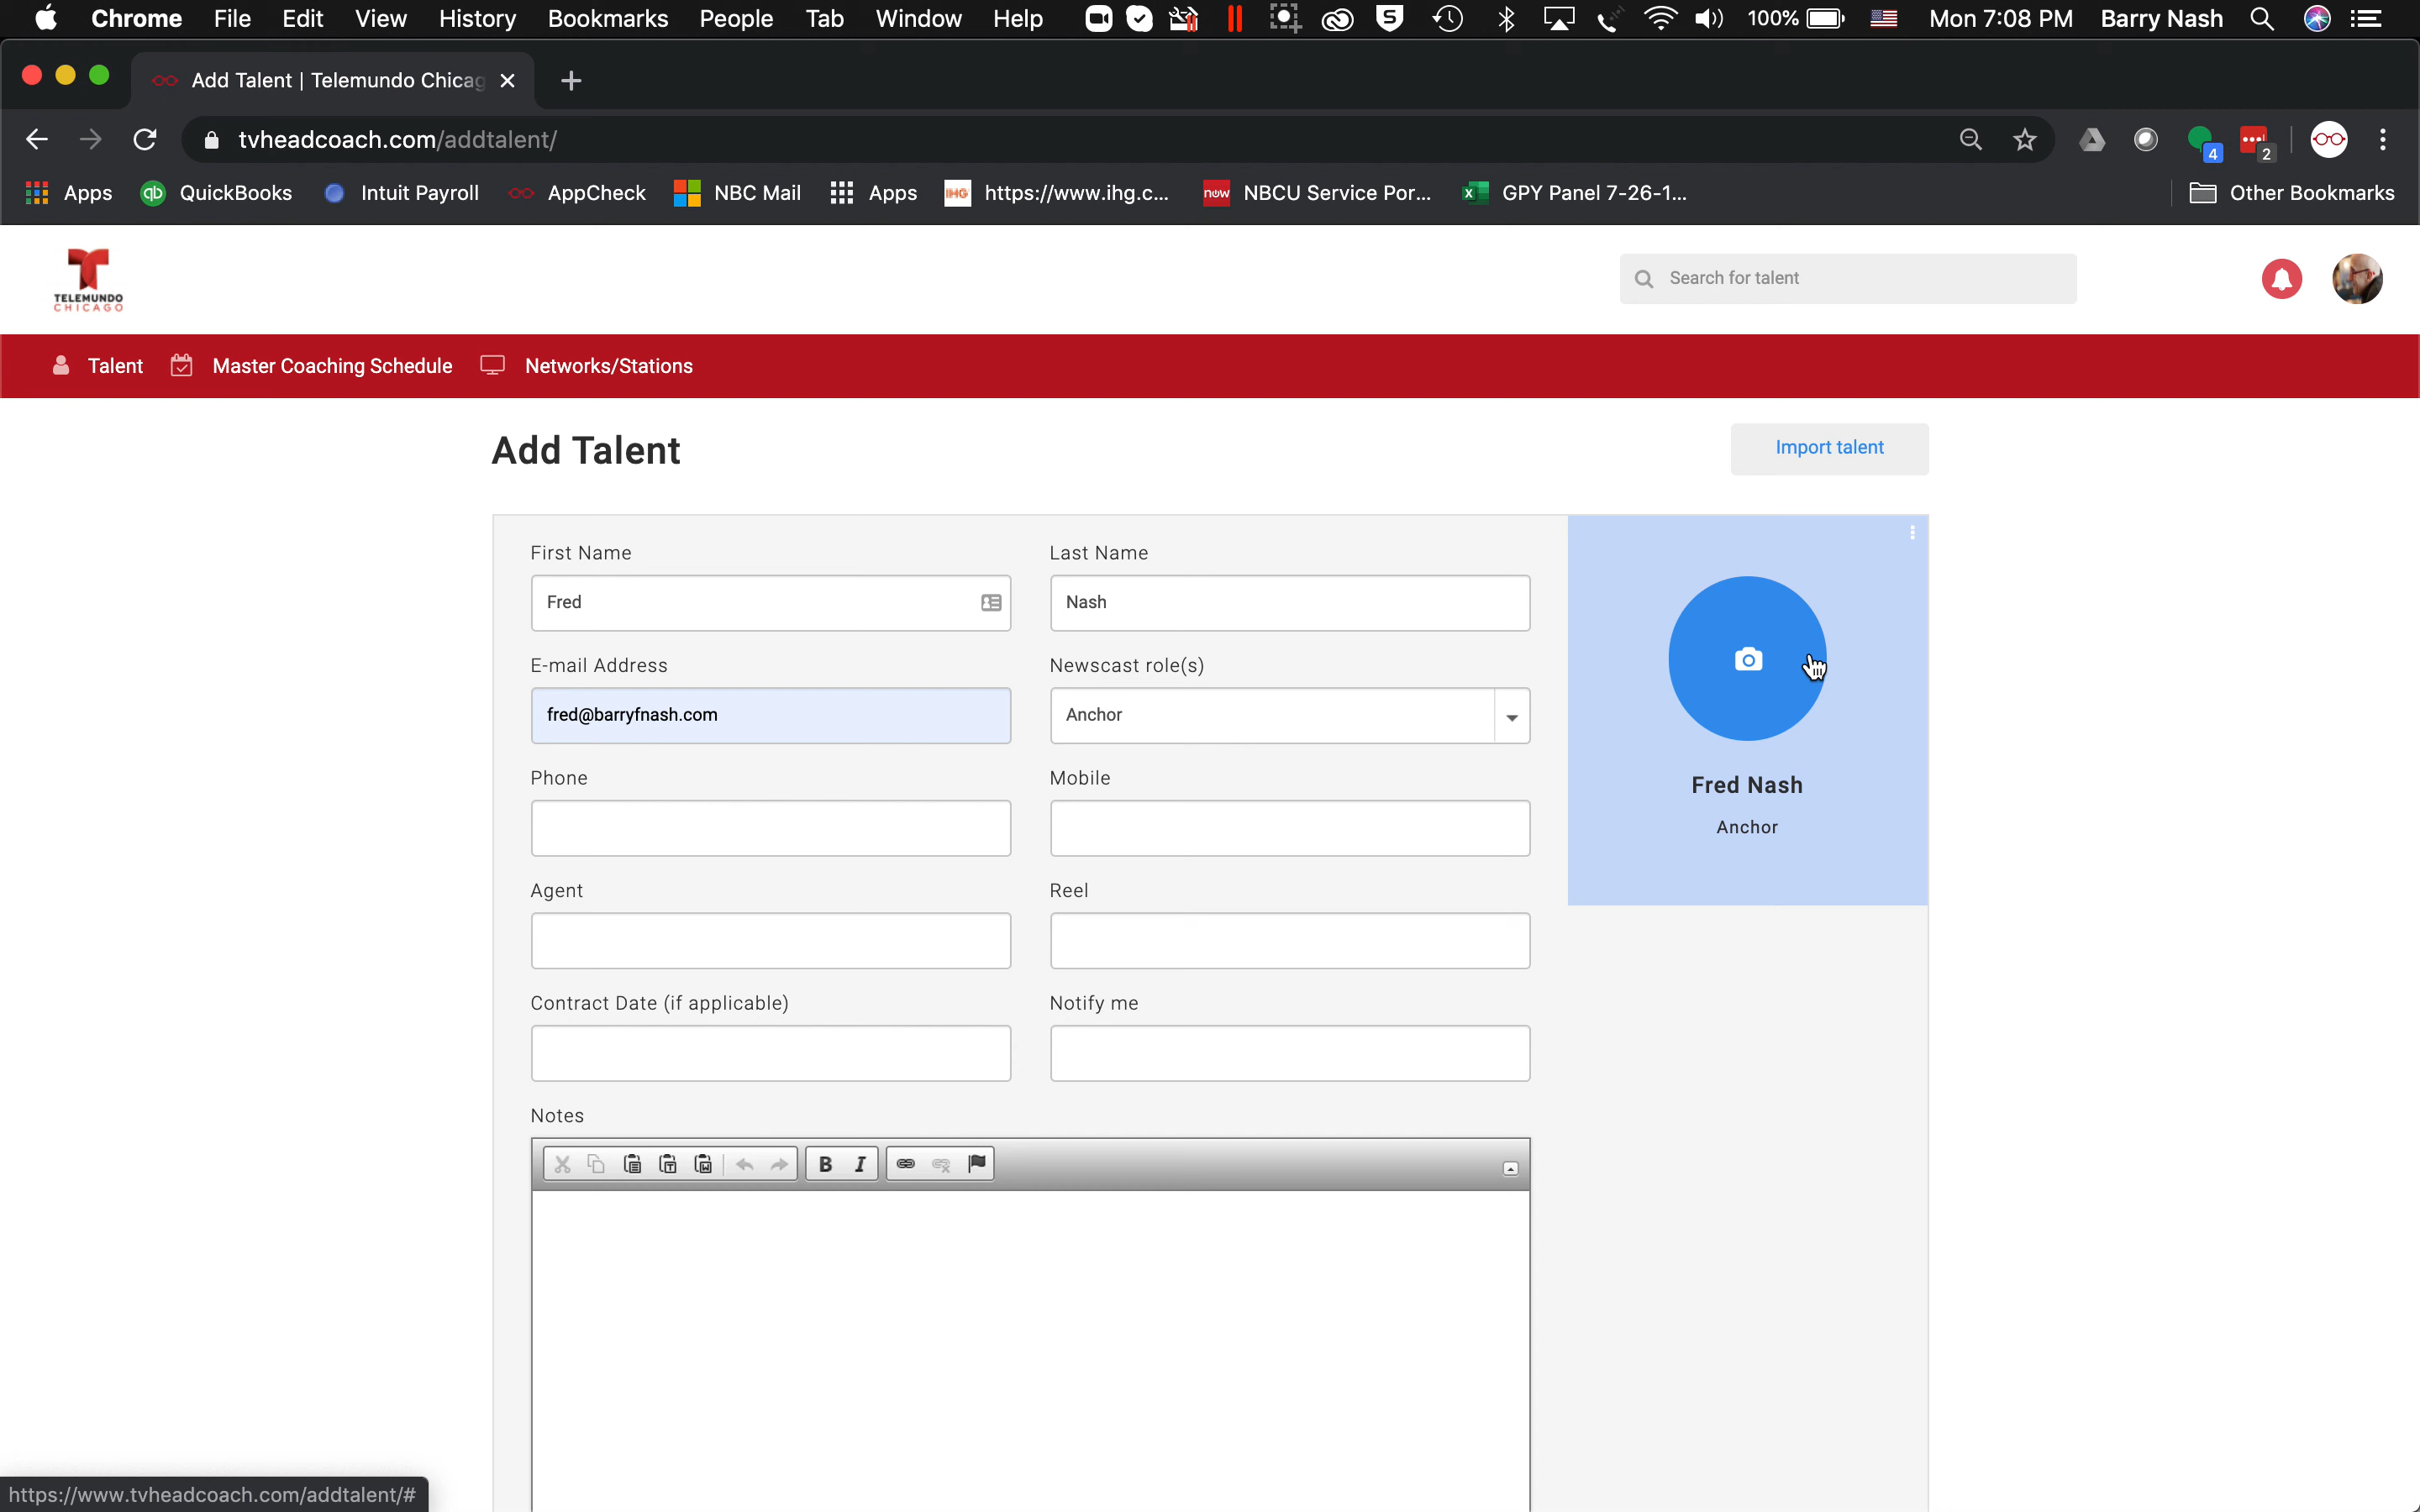 Chrome File Edit View History Bookmarks People Tab Window Help 100% Mon 7:08 PM Barry Nash
Add Talent | Telemundo Chicag
tvheadcoach.com/addtalent/
4
2
Apps QuickBooks Intuit Payroll AppCheck NBC Mail Apps https://www.ihg.c... NBCU Service Por... GPY Panel 7-26-1... Other Bookmarks
TELEMUNDO
CHICAGO
Search for talent
Talent Master Coaching Schedule Networks/Stations
Add Talent
Import talent
First Name Last Name
Fred Nash
E-mail Address Newscast role(s)
fred@barryfnash.com Anchor
Phone Mobile
Fred Nash
Anchor
Agent Reel
Contract Date (if applicable) Notify me
Notes
B I
https://www.tvheadcoach.com/addtalent/#